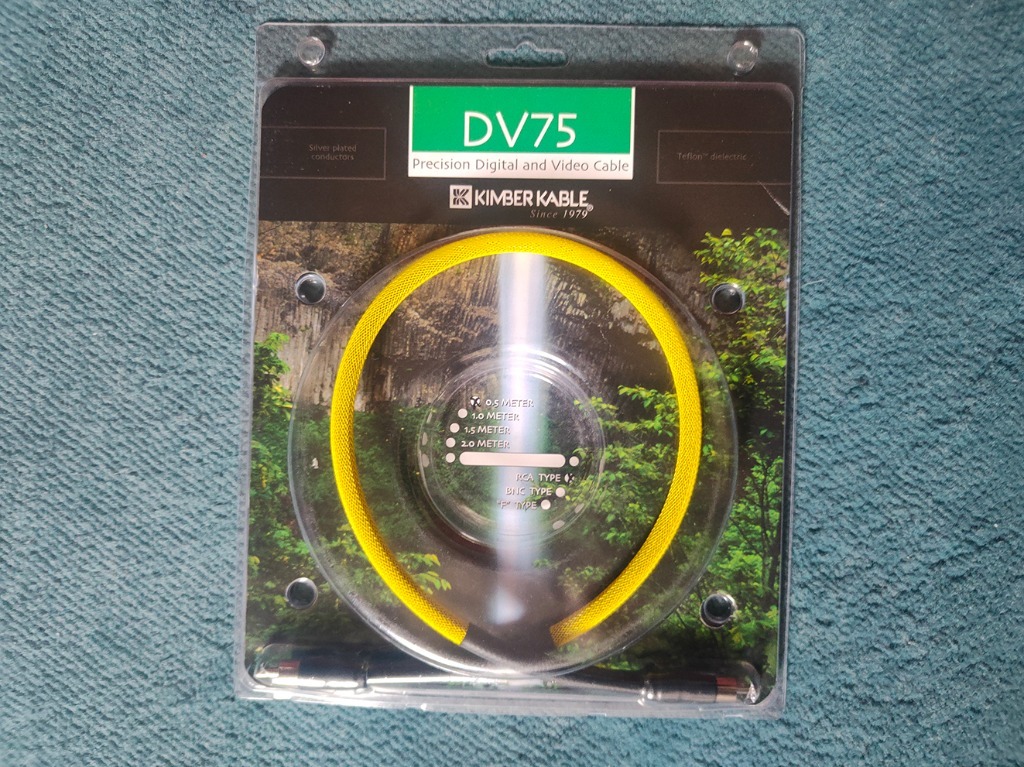 DV75
Precision Digital and Video Cable
Silver plated
conductors
Teflon™ dielectric
KIMBER KABLE®
Since 1979
0.5 METER
1.0 METER
1.5 METER
2.0 METER
RCA TYPE
BNC TYPE
"F" TYPE